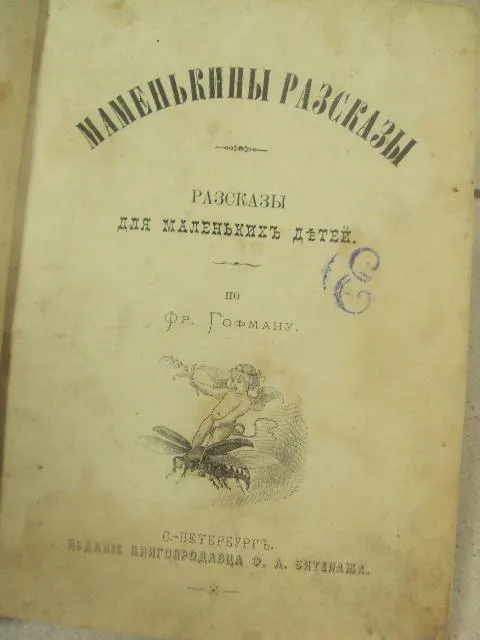 МАМЕНЬКИНЫ РАЗСКАЗЫ
РАЗСКАЗЫ
ДЛЯ МАЛЕНЬКИХЪ ДѢТЕЙ.
ПО
ФР. ГОФМАНУ.
С.-ПЕТЕРБУРГЪ.
ИЗДАНІЕ КНИГОПРОДАВЦА Ф. А. БИТЕПАЖА.